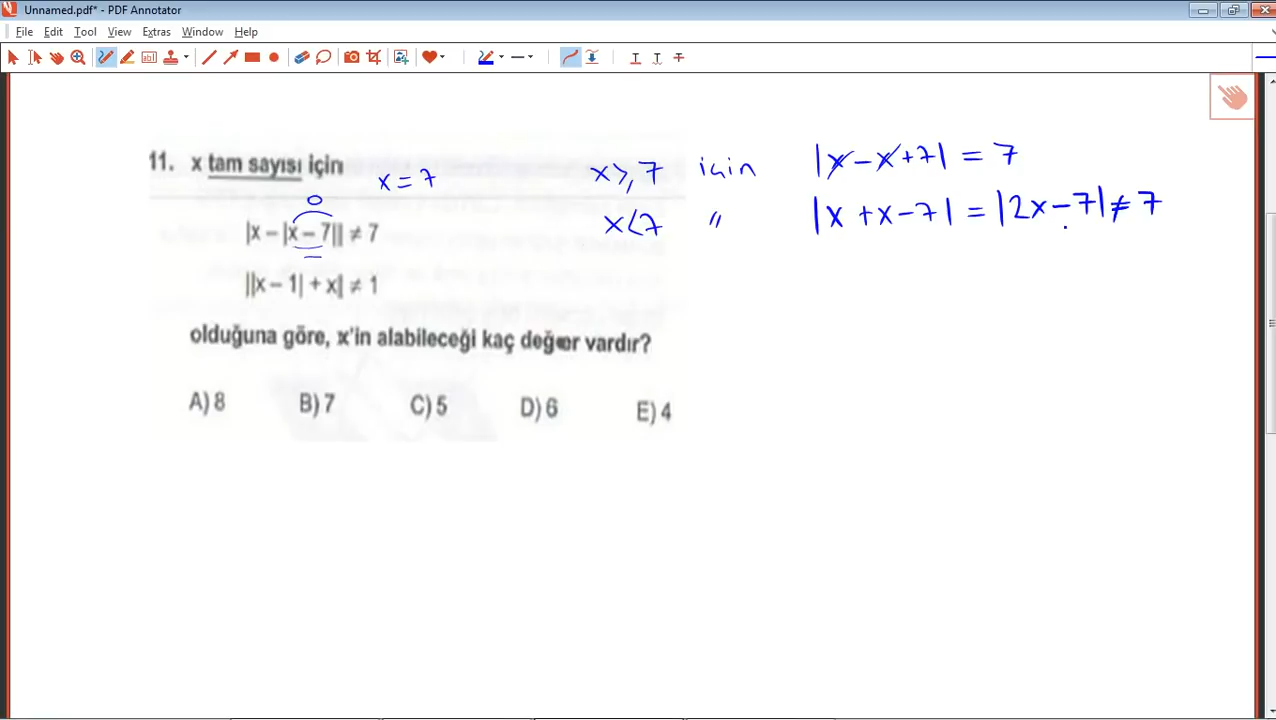 Unnamed.pdf* - PDF Annotator
File Edit Tool View Extras Window Help
11. x tam sayısı için
x = 7
x ≥ 7 için |x - x + 7| = 7
0
|x – |x – 7|| ≠ 7
x < 7 " |x + x - 7| = |2x - 7| ≠ 7
||x – 1| + x| ≠ 1
olduğuna göre, x'in alabileceği kaç değer vardır?
A) 8 B) 7 C) 5 D) 6 E) 4